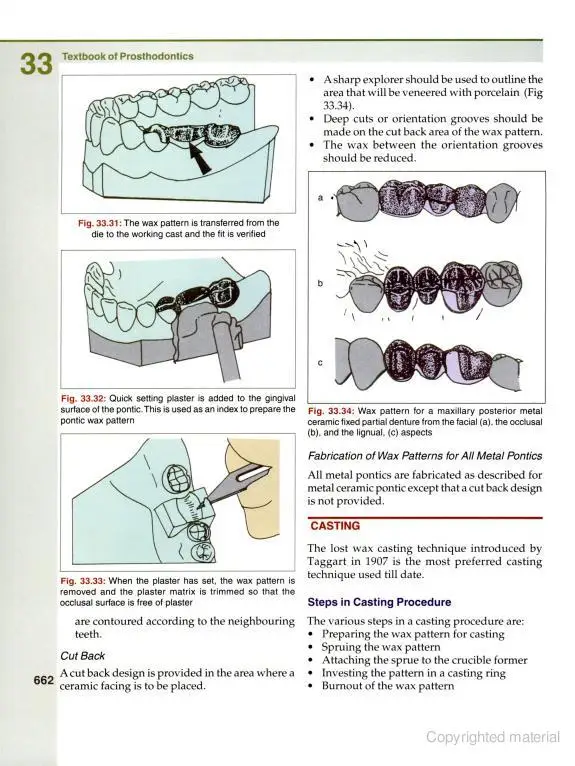 33
Textbook of Prosthodontics
Fig. 33.31: The wax pattern is transferred from the
die to the working cast and the fit is verified
Fig. 33.32: Quick setting plaster is added to the gingival
surface of the pontic. This is used as an index to prepare the
pontic wax pattern
Fig. 33.33: When the plaster has set, the wax pattern is
removed and the plaster matrix is trimmed so that the
occlusal surface is free of plaster
are contoured according to the neighbouring
teeth.
Cut Back
A cut back design is provided in the area where a
ceramic facing is to be placed.
662
• A sharp explorer should be used to outline the
area that will be veneered with porcelain (Fig
33.34).
• Deep cuts or orientation grooves should be
made on the cut back area of the wax pattern.
• The wax between the orientation grooves
should be reduced.
a
b
c
Fig. 33.34: Wax pattern for a maxillary posterior metal
ceramic fixed partial denture from the facial (a), the occlusal
(b), and the lignual, (c) aspects
Fabrication of Wax Patterns for All Metal Pontics
All metal pontics are fabricated as described for
metal ceramic pontic except that a cut back design
is not provided.
CASTING
The lost wax casting technique introduced by
Taggart in 1907 is the most preferred casting
technique used till date.
Steps in Casting Procedure
The various steps in a casting procedure are:
• Preparing the wax pattern for casting
• Spruing the wax pattern
• Attaching the sprue to the crucible former
• Investing the pattern in a casting ring
• Burnout of the wax pattern
Copyrighted material